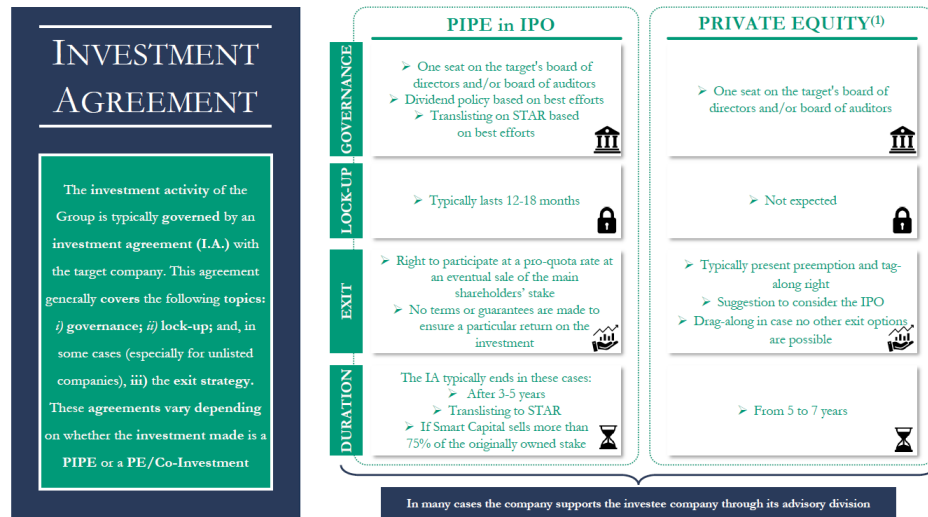 INVESTMENT
AGREEMENT
The investment activity of the
Group is typically governed by an
investment agreement (I.A.) with
the target company. This agreement
generally covers the following topics:
i) governance; ii) lock-up; and, in
some cases (especially for unlisted
companies), iii) the exit strategy.
These agreements vary depending
on whether the investment made is a
PIPE or a PE/Co-Investment
PIPE in IPO
PRIVATE EQUITY(1)
GOVERNANCE
➢ One seat on the target's board of
directors and/or board of auditors
➢ Dividend policy based on best efforts
➢ Translisting on STAR based
on best efforts
➢ One seat on the target's board of
directors and/or board of auditors
LOCK-UP
➢ Typically lasts 12-18 months
➢ Not expected
EXIT
➢ Right to participate at a pro-quota rate at
an eventual sale of the main
shareholders' stake
➢ No terms or guarantees are made to
ensure a particular return on the
investment
➢ Typically present preemption and tag-
along right
➢ Suggestion to consider the IPO
➢ Drag-along in case no other exit options
are possible
DURATION
The IA typically ends in these cases:
➢ After 3-5 years
➢ Translisting to STAR
➢ If Smart Capital sells more than
75% of the originally owned stake
➢ From 5 to 7 years
In many cases the company supports the investee company through its advisory division